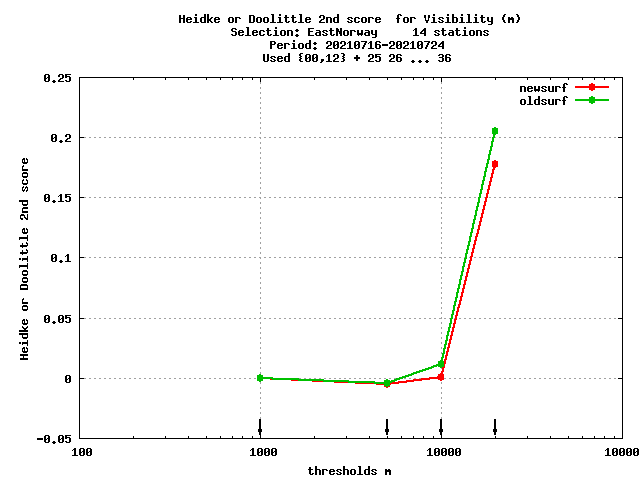 Heidke or Doolittle 2nd score  for Visibility (m)
Selection: EastNorway     14 stations
Period: 20210716-20210724
Used {00,12} + 25 26 ... 36
newsurf
oldsurf
0.25
0.2
0.15
0.1
0.05
0
-0.05
Heidke or Doolittle 2nd score
100 1000 10000 10000
thresholds m